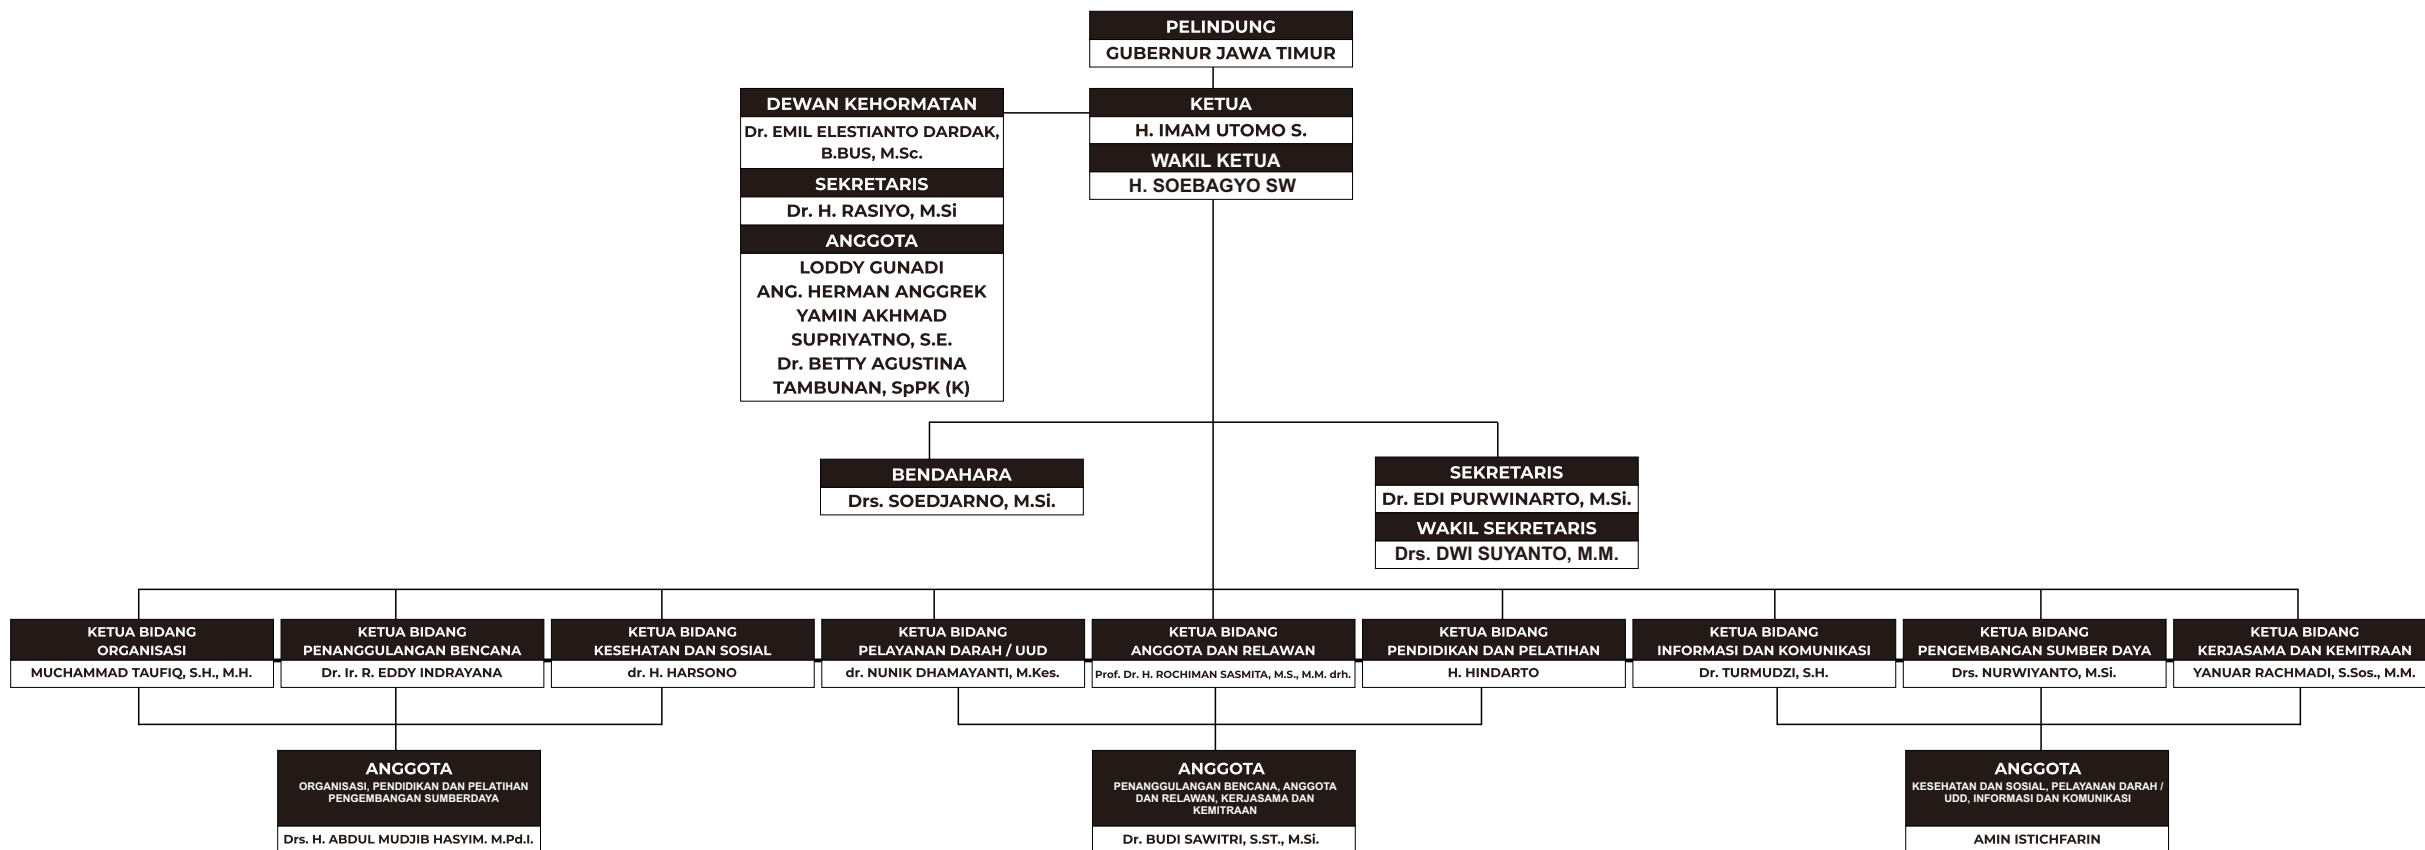 PELINDUNG
GUBERNUR JAWA TIMUR
DEWAN KEHORMATAN
Dr. EMIL ELESTIANTO DARDAK,
B.BUS, M.Sc.
SEKRETARIS
Dr. H. RASIYO, M.Si
ANGGOTA
LODDY GUNADI
ANG. HERMAN ANGGREK
YAMIN AKHMAD
SUPRIYATNO, S.E.
Dr. BETTY AGUSTINA
TAMBUNAN, SpPK (K)
KETUA
H. IMAM UTOMO S.
WAKIL KETUA
H. SOEBAGYO SW
BENDAHARA
Drs. SOEDJARNO, M.Si.
SEKRETARIS
Dr. EDI PURWINARTO, M.Si.
WAKIL SEKRETARIS
Drs. DWI SUYANTO, M.M.
KETUA BIDANG
ORGANISASI
MUCHAMMAD TAUFIQ, S.H., M.H.
KETUA BIDANG
PENANGGULANGAN BENCANA
Dr. Ir. R. EDDY INDRAYANA
KETUA BIDANG
KESEHATAN DAN SOSIAL
dr. H. HARSONO
KETUA BIDANG
PELAYANAN DARAH / UUD
dr. NUNIK DHAMAYANTI, M.Kes.
KETUA BIDANG
ANGGOTA DAN RELAWAN
Prof. Dr. H. ROCHIMAN SASMITA, M.S., M.M. drh.
KETUA BIDANG
PENDIDIKAN DAN PELATIHAN
H. HINDARTO
KETUA BIDANG
INFORMASI DAN KOMUNIKASI
Dr. TURMUDZI, S.H.
KETUA BIDANG
PENGEMBANGAN SUMBER DAYA
Drs. NURWIYANTO, M.Si.
KETUA BIDANG
KERJASAMA DAN KEMITRAAN
YANUAR RACHMADI, S.Sos., M.M.
ANGGOTA
ORGANISASI, PENDIDIKAN DAN PELATIHAN
PENGEMBANGAN SUMBERDAYA
Drs. H. ABDUL MUDJIB HASYIM. M.Pd.I.
ANGGOTA
PENANGGULANGAN BENCANA, ANGGOTA
DAN RELAWAN, KERJASAMA DAN
KEMITRAAN
Dr. BUDI SAWITRI, S.ST., M.Si.
ANGGOTA
KESEHATAN DAN SOSIAL, PELAYANAN DARAH /
UDD, INFORMASI DAN KOMUNIKASI
AMIN ISTICHFARIN